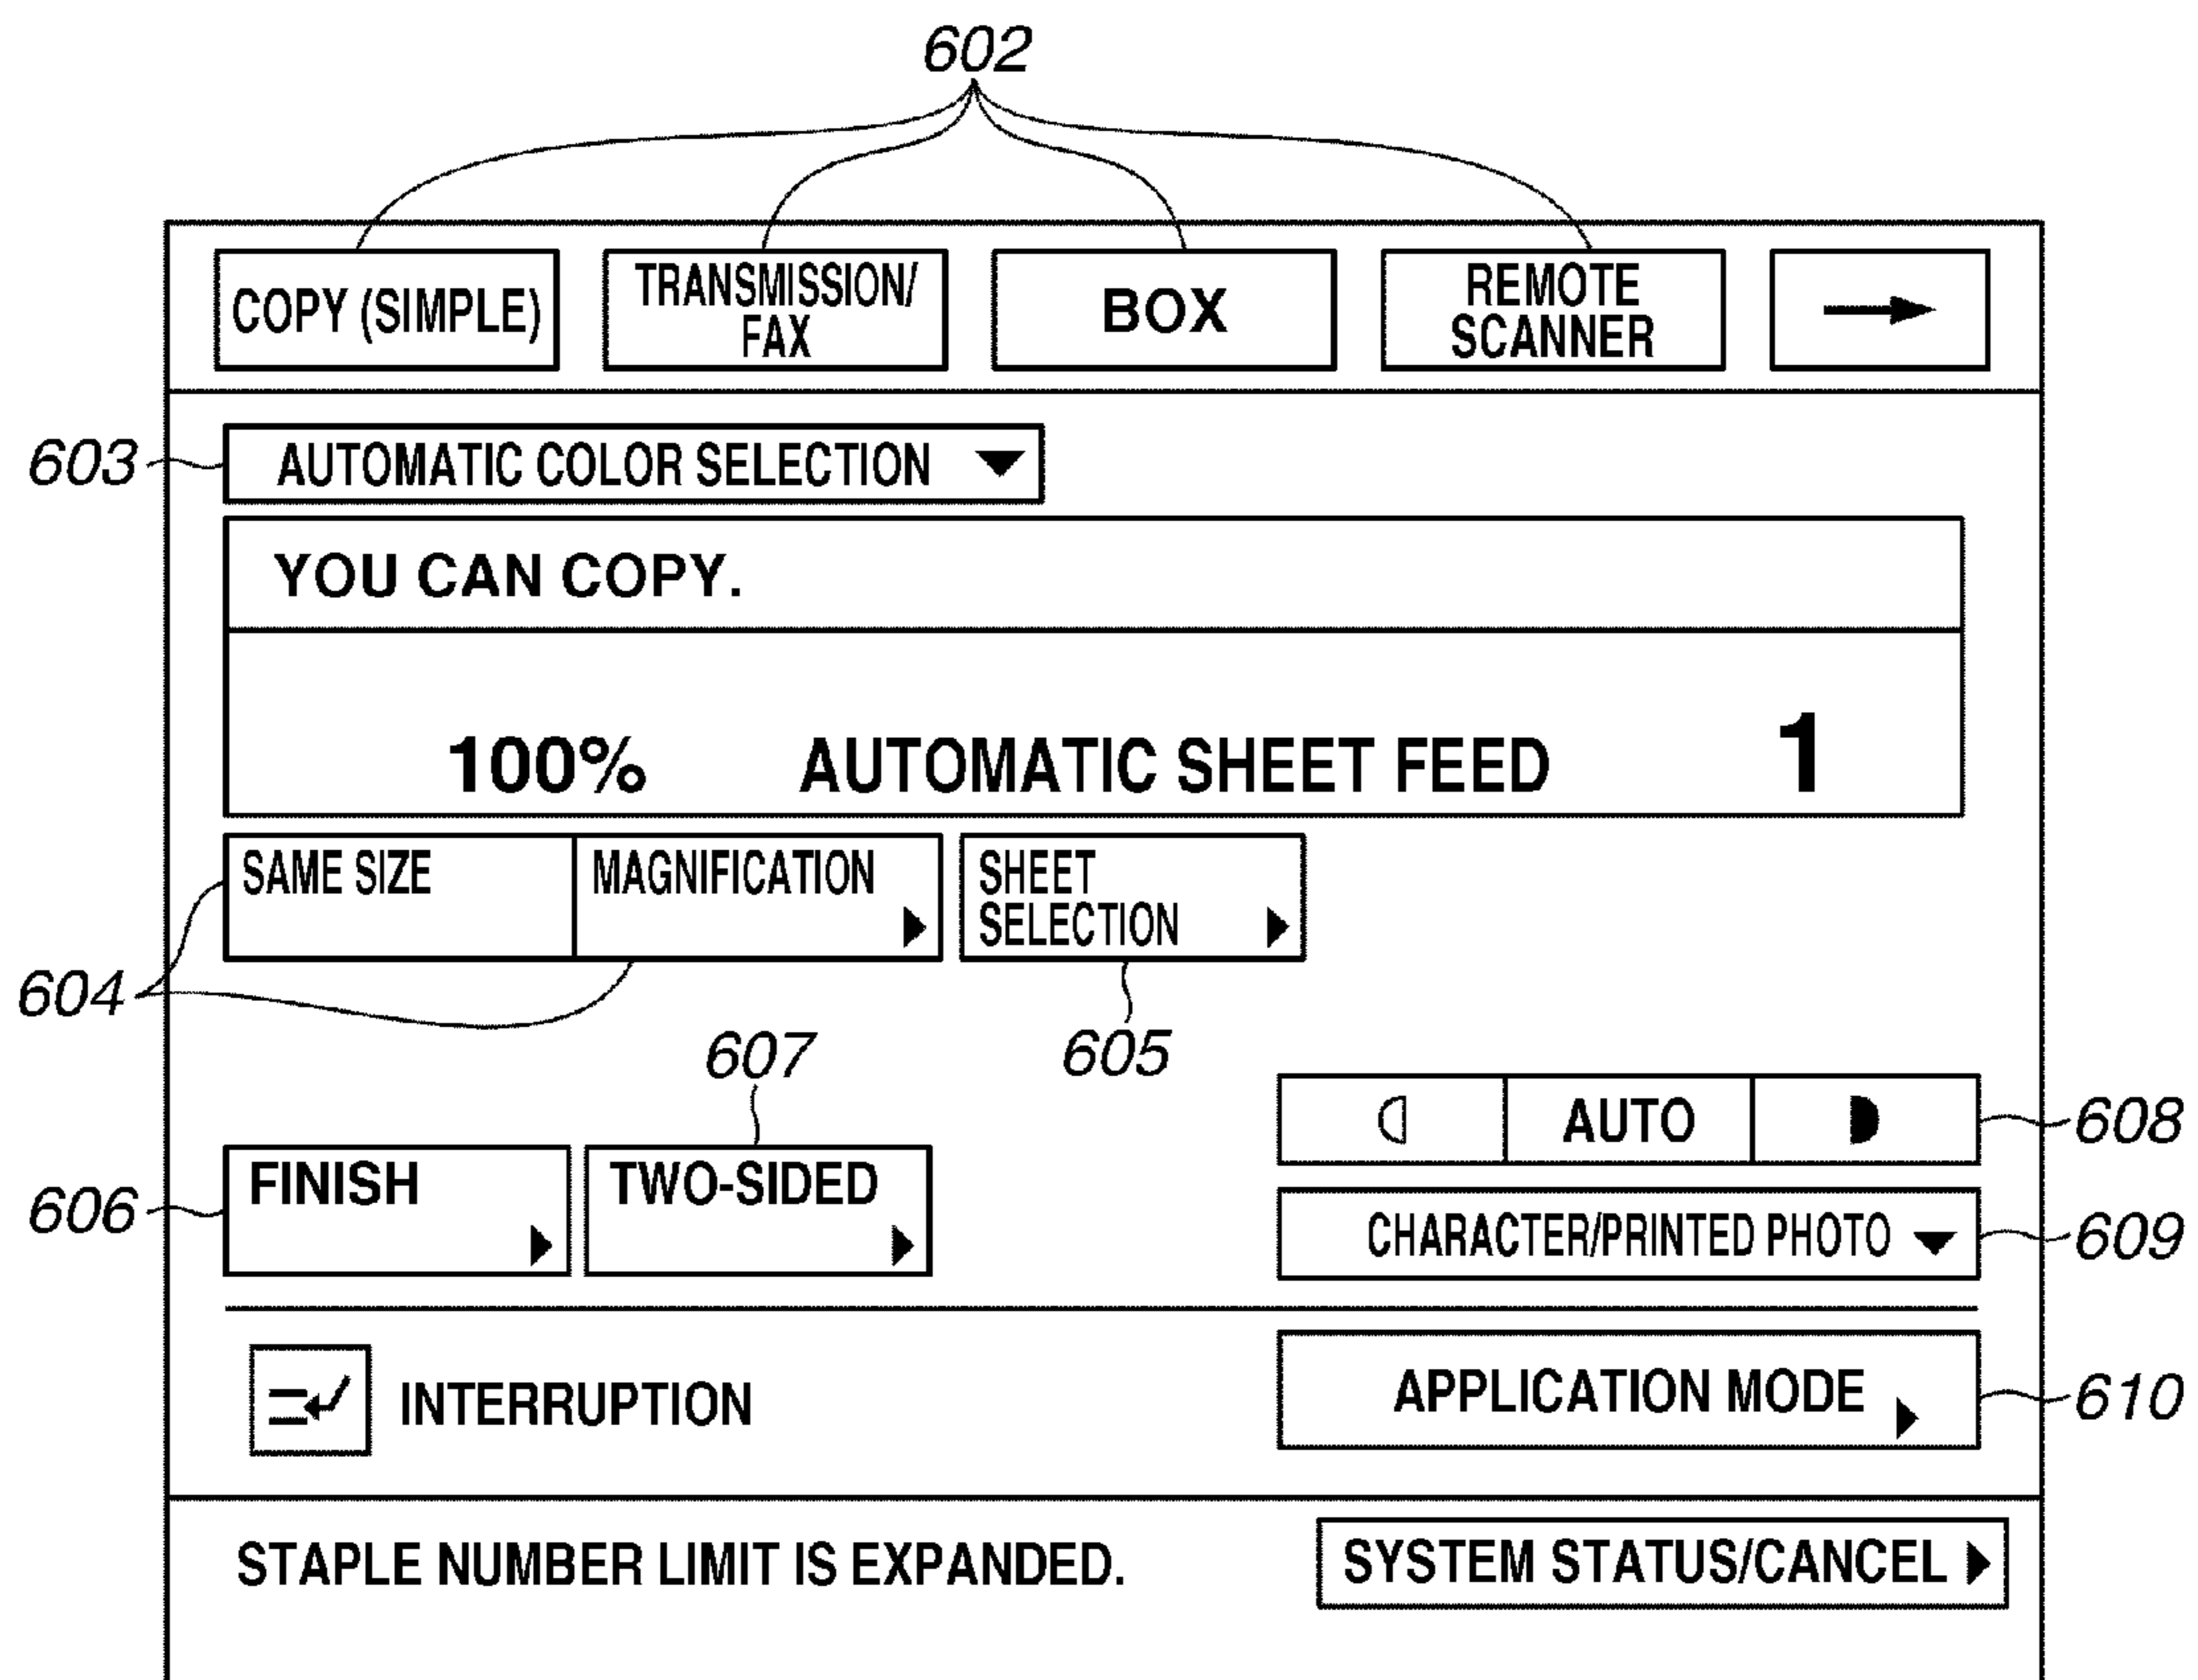 602
COPY (SIMPLE)
TRANSMISSION/
FAX
BOX
REMOTE
SCANNER
603
AUTOMATIC COLOR SELECTION
YOU CAN COPY.
100% AUTOMATIC SHEET FEED 1
SAME SIZE
MAGNIFICATION
SHEET
SELECTION
604
605
607
AUTO
608
FINISH
TWO-SIDED
606
CHARACTER/PRINTED PHOTO
609
INTERRUPTION
APPLICATION MODE
610
STAPLE NUMBER LIMIT IS EXPANDED.
SYSTEM STATUS/CANCEL